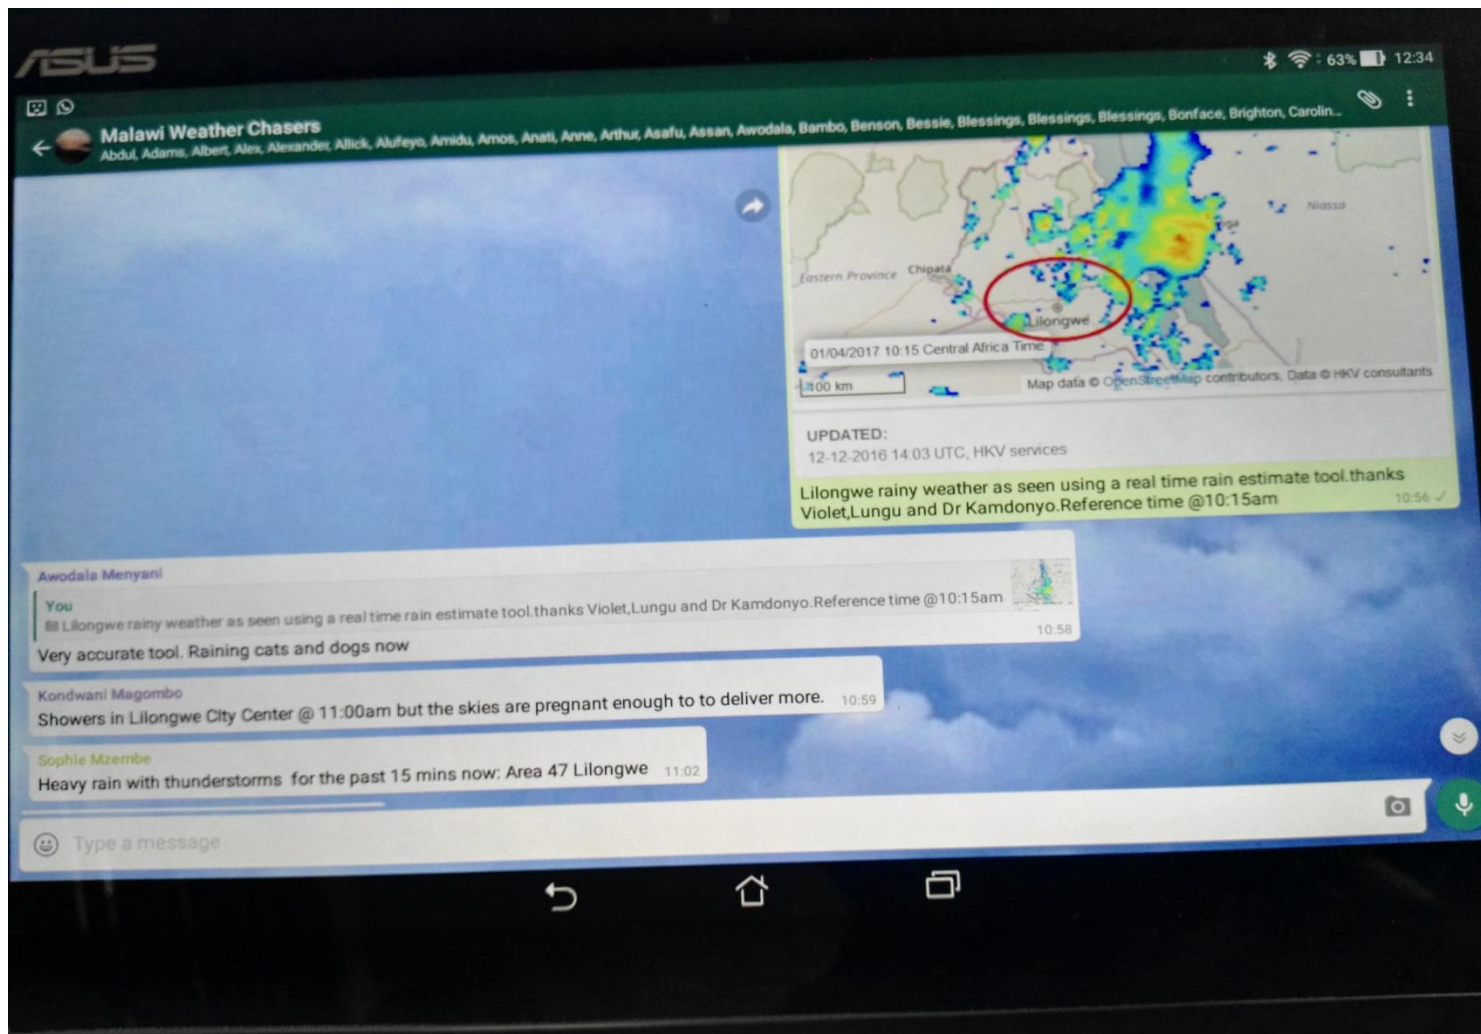 ASUS
63% 12:34
Malawi Weather Chasers
Abdul, Adams, Albert, Alex, Alexander, Allick, Alufeyo, Amidu, Amos, Anati, Anne, Arthur, Asafu, Assan, Awodala, Bambo, Benson, Bessie, Blessings, Blessings, Blessings, Bonface, Brighton, Carolin...
Niassa
Eastern Province Chipata
Lilongwe
01/04/2017 10:15 Central Africa Time
100 km
Map data © OpenStreetMap contributors, Data © HKV consultants
UPDATED:
12-12-2016 14:03 UTC, HKV services
Lilongwe rainy weather as seen using a real time rain estimate tool.thanks
Violet,Lungu and Dr Kamdonyo.Reference time @10:15am 10:56
Awodala Menyani
You
Lilongwe rainy weather as seen using a real time rain estimate tool.thanks Violet,Lungu and Dr Kamdonyo.Reference time @10:15am
10:58
Very accurate tool. Raining cats and dogs now
Kondwani Magombo
Showers in Lilongwe City Center @ 11:00am but the skies are pregnant enough to to deliver more. 10:59
Sophie Mzembe
Heavy rain with thunderstorms for the past 15 mins now: Area 47 Lilongwe 11:02
Type a message